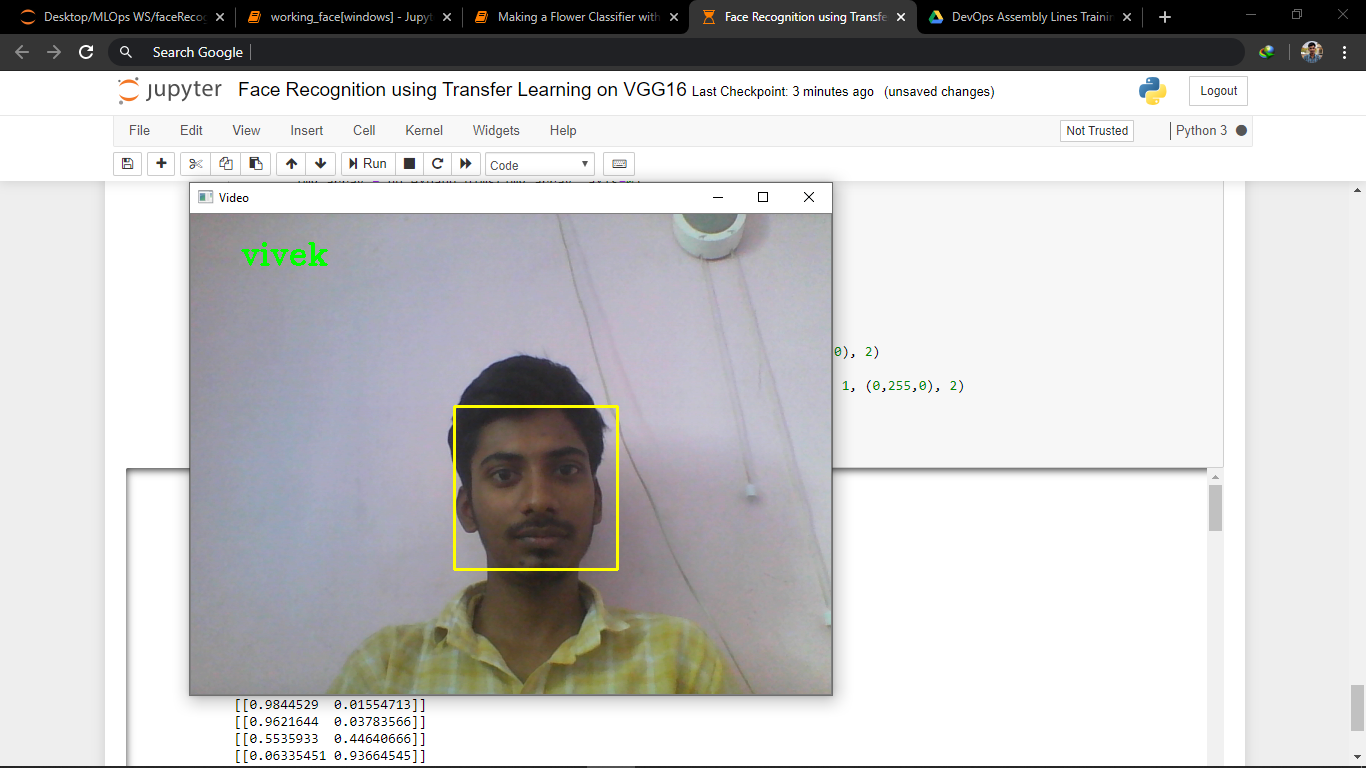 Desktop/MLOps WS/faceRecog
working_face[windows] - Jupyt
Making a Flower Classifier with
Face Recognition using Transfe
DevOps Assembly Lines Trainin
Search Google
jupyter Face Recognition using Transfer Learning on VGG16 Last Checkpoint: 3 minutes ago (unsaved changes)
Logout
File Edit View Insert Cell Kernel Widgets Help
Not Trusted
Python 3
Run
Code
Video
vivek
0), 2)
1, (0,255,0), 2)
[[0.9844529 0.01554713]]
[[0.9621644 0.03783566]]
[[0.5535933 0.44640666]]
[[0.06335451 0.93664545]]